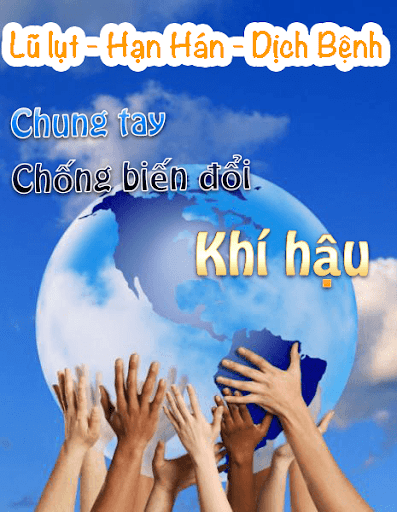 Lũ lụt - Hạn Hán - Dịch Bệnh
Chung tay
Chống biến đổi
Khí hậu